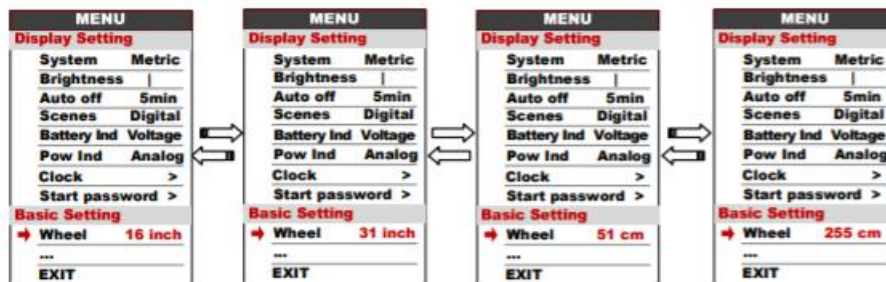 MENU
Display Setting
System Metric
Brightness |
Auto off 5min
Scenes Digital
Battery Ind Voltage
Pow Ind Analog
Clock >
Start password >
Basic Setting
Wheel 16 inch
...
EXIT
MENU
Display Setting
System Metric
Brightness |
Auto off 5min
Scenes Digital
Battery Ind Voltage
Pow Ind Analog
Clock >
Start password >
Basic Setting
Wheel 31 inch
...
EXIT
MENU
Display Setting
System Metric
Brightness |
Auto off 5min
Scenes Digital
Battery Ind Voltage
Pow Ind Analog
Clock >
Start password >
Basic Setting
Wheel 51 cm
...
EXIT
MENU
Display Setting
System Metric
Brightness |
Auto off 5min
Scenes Digital
Battery Ind Voltage
Pow Ind Analog
Clock >
Start password >
Basic Setting
Wheel 255 cm
...
EXIT